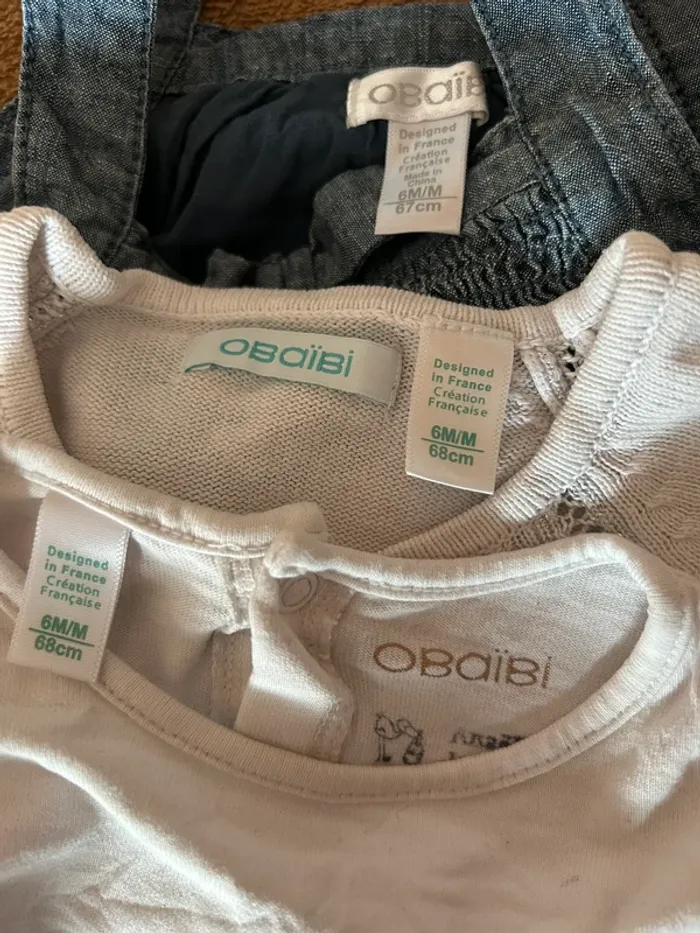 OBaïB
Designed
in France
Création
Française
Made in
China
6M/M
67cm
OBaïBi
Designed
in France
Création
Française
6M/M
68cm
Designed
in France
Création
Française
6M/M
68cm
OBaïBi